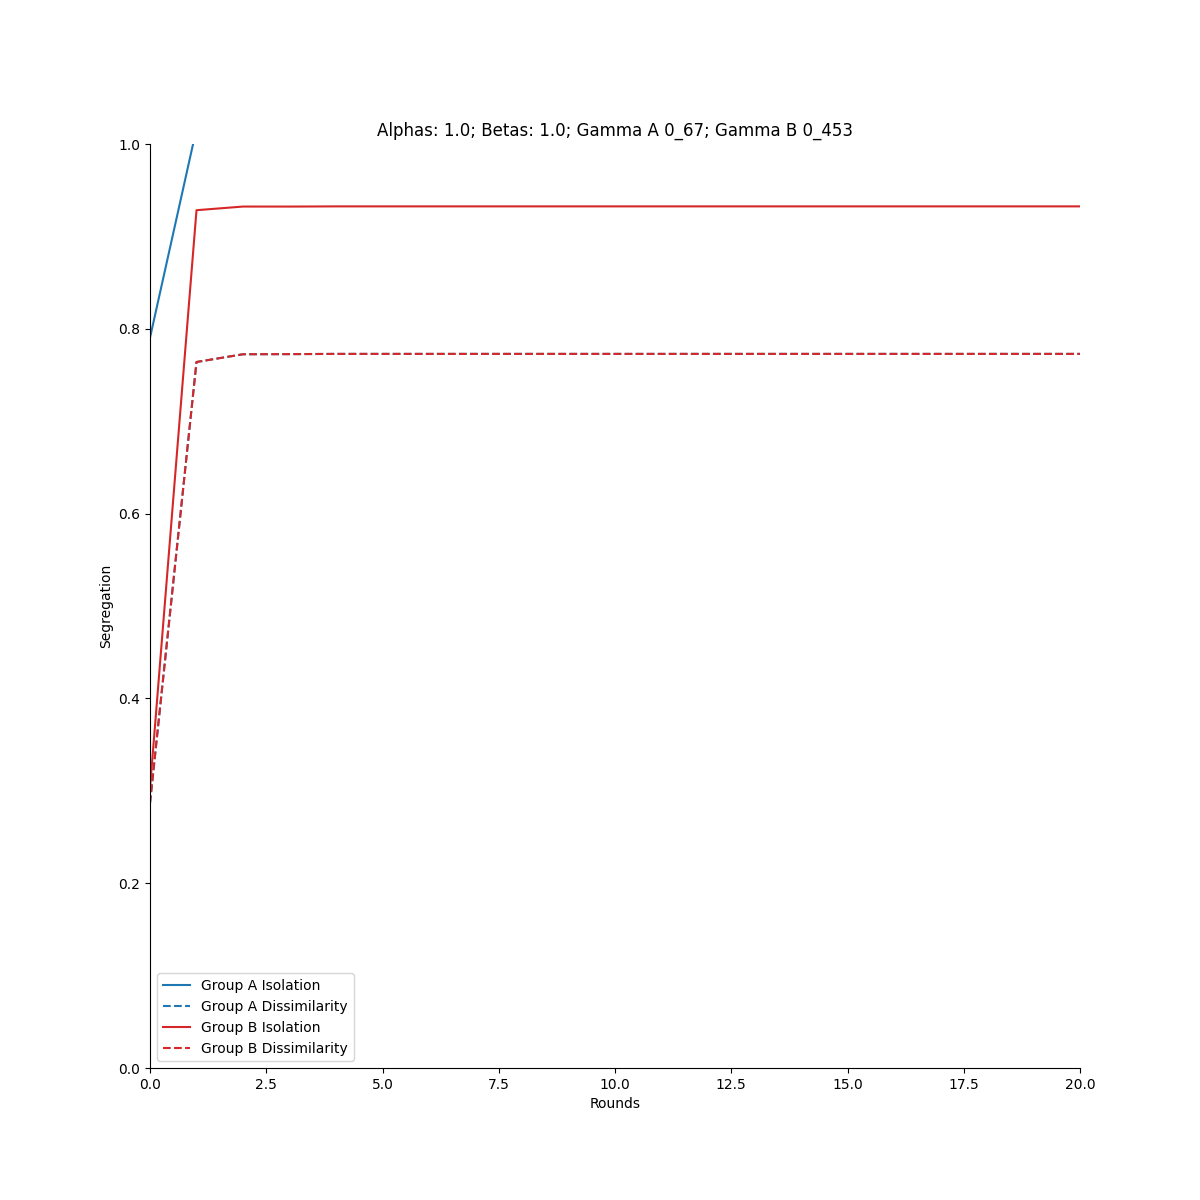 Alphas: 1.0; Betas: 1.0; Gamma A 0_67; Gamma B 0_453
1.0
0.8
0.6
0.4
0.2
0.0
Segregation
Group A Isolation
Group A Dissimilarity
Group B Isolation
Group B Dissimilarity
0.0 2.5 5.0 7.5 10.0 12.5 15.0 17.5 20.0
Rounds